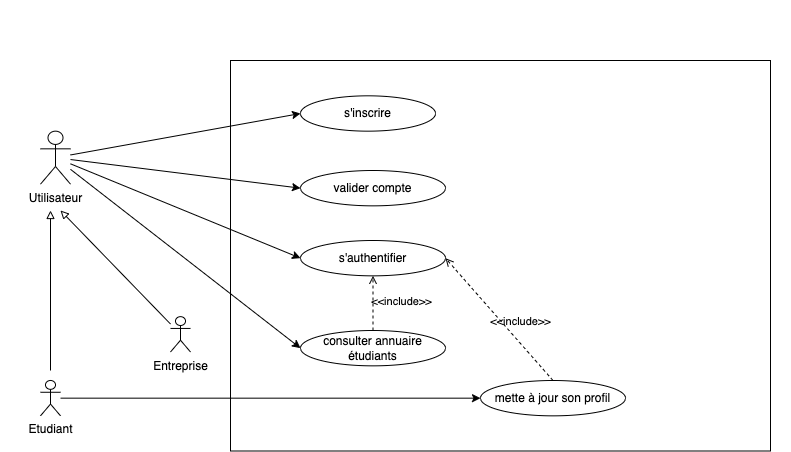 s'inscrire
valider compte
Utilisateur
s'authentifier
<<include>>
<<include>>
consulter annuaire
étudiants
Entreprise
mette à jour son profil
Etudiant